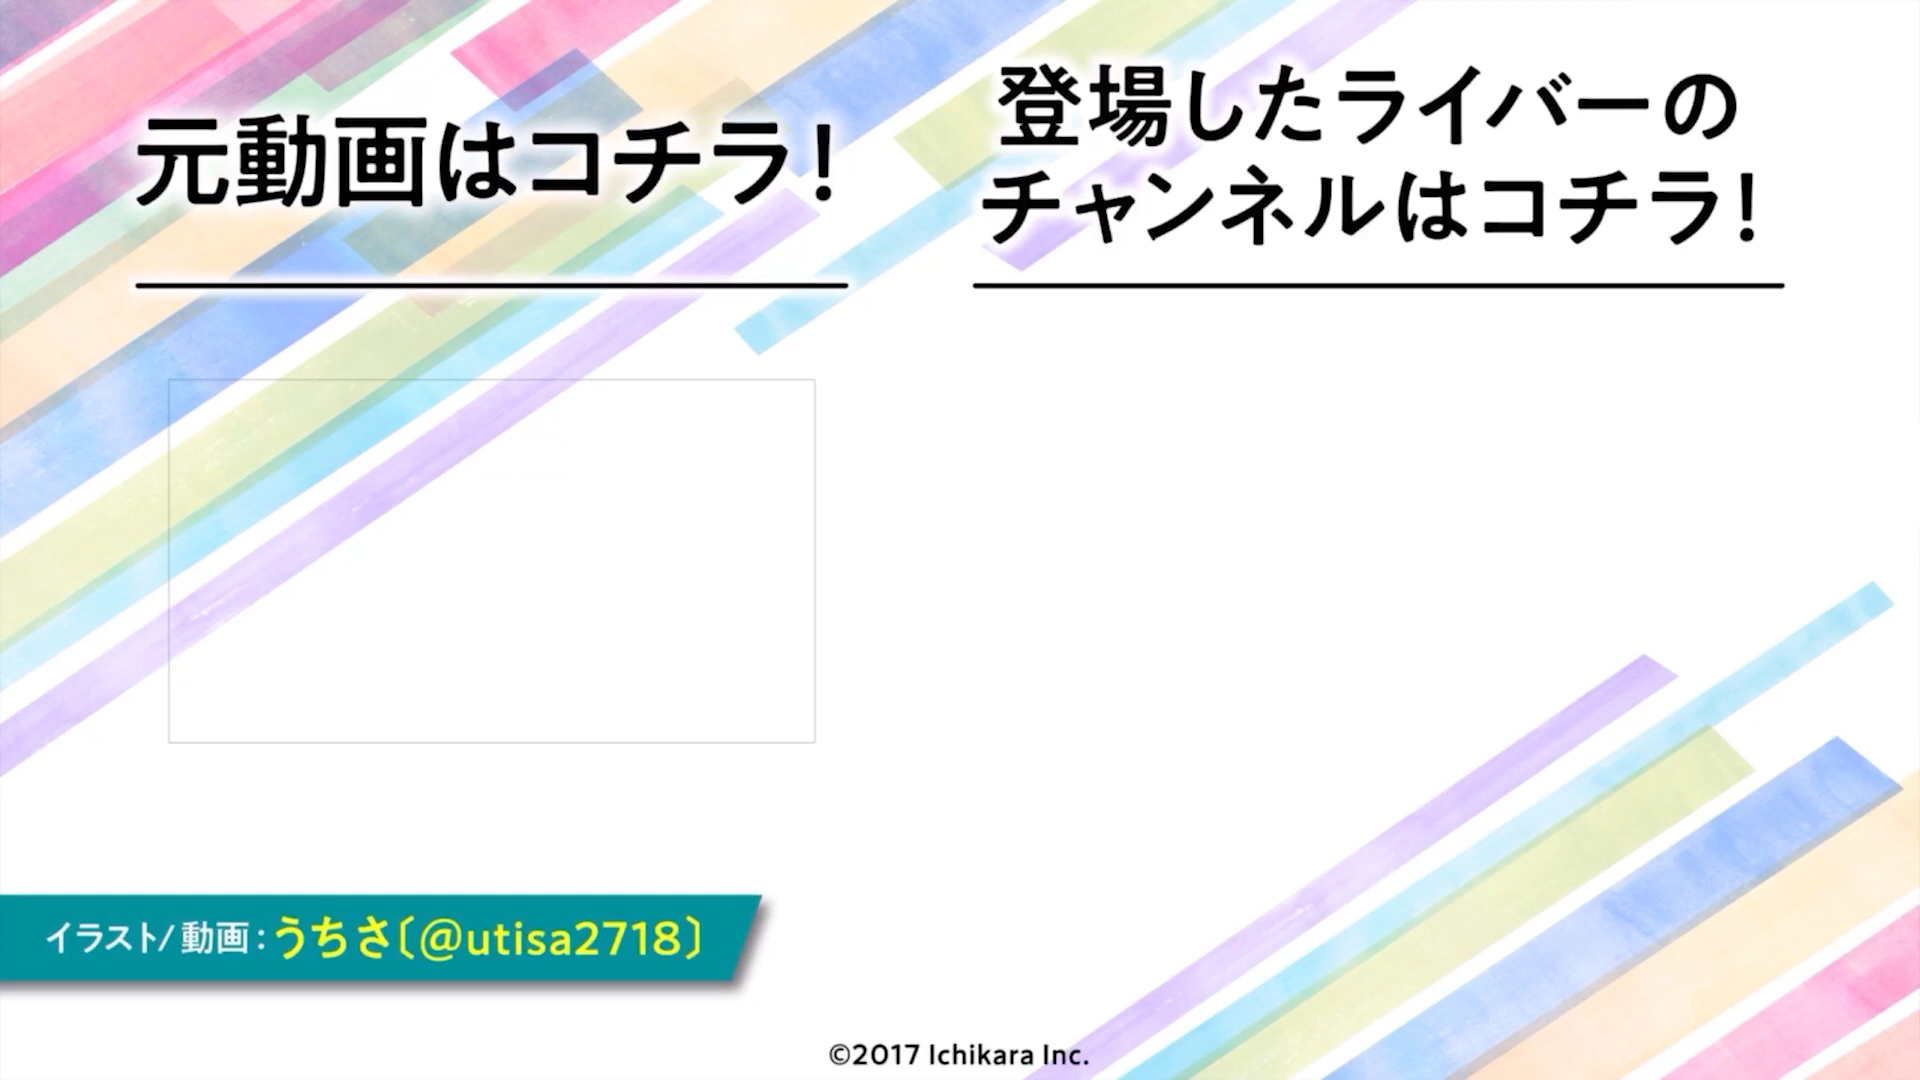 元動画はコチラ!
登場したライバーの
チャンネルはコチラ!
イラスト/動画:うちさ〔@utisa2718〕
©2017 Ichikara Inc.